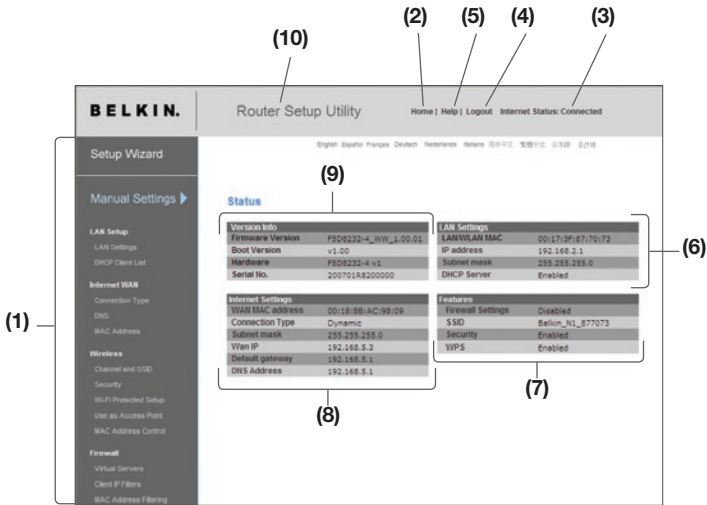 (2) (5) (4) (3)
(10)
BELKIN.
Router Setup Utility
Home | Help | Logout Internet Status: Connected
English Español Français Deutsch Nederlands Italiano
Setup Wizard
Manual Settings
LAN Setup
LAN Settings
DHCP Client List
Internet WAN
Connection Type
DNS
MAC Address
Wireless
Channel and SSID
Security
Wi-Fi Protected Setup
Use as Access Point
MAC Address Control
Firewall
Virtual Servers
Client IP Filters
MAC Address Filtering
(1)
(9)
Status
Version Info
Firmware Version F5D8232-4_WW_1.00.01
Boot Version v1.00
Hardware F5D8232-4 v1
Serial No. 200701R8200000
LAN Settings
LAN/WLAN MAC 00:17:3F:87:70:73
IP address 192.168.2.1
Subnet mask 255.255.255.0
DHCP Server Enabled
(6)
Internet Settings
WAN MAC address 00:18:8B:AC:98:09
Connection Type Dynamic
Subnet mask 255.255.255.0
Wan IP 192.168.5.3
Default gateway 192.168.5.1
DNS Address 192.168.5.1
(8)
Features
Firewall Settings Disabled
SSID Belkin_N1_877073
Security Enabled
WPS Enabled
(7)